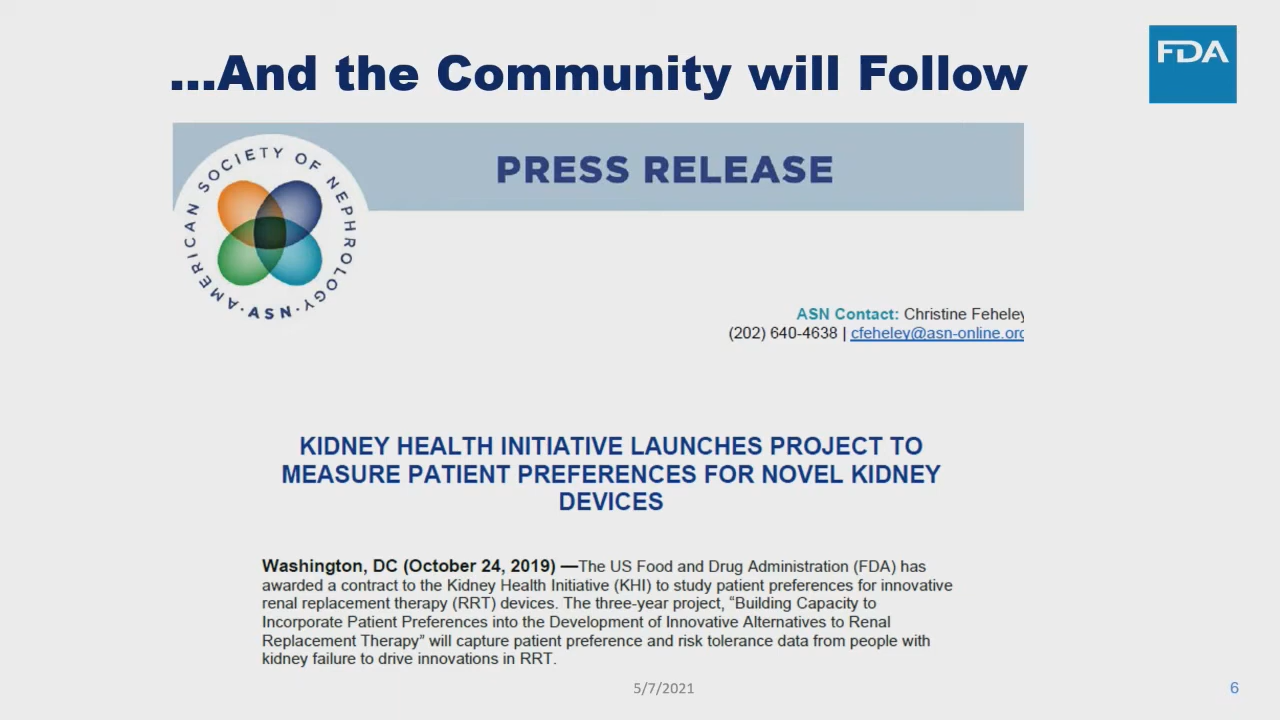 ...And the Community will Follow
FDA
PRESS RELEASE
AMERICAN SOCIETY OF NEPHROLOGY
·ASN·
ASN Contact: Christine Feheley
(202) 640-4638 | cfeheley@asn-online.org
KIDNEY HEALTH INITIATIVE LAUNCHES PROJECT TO
MEASURE PATIENT PREFERENCES FOR NOVEL KIDNEY
DEVICES
Washington, DC (October 24, 2019) —The US Food and Drug Administration (FDA) has
awarded a contract to the Kidney Health Initiative (KHI) to study patient preferences for innovative
renal replacement therapy (RRT) devices. The three-year project, “Building Capacity to
Incorporate Patient Preferences into the Development of Innovative Alternatives to Renal
Replacement Therapy” will capture patient preference and risk tolerance data from people with
kidney failure to drive innovations in RRT.
5/7/2021
6